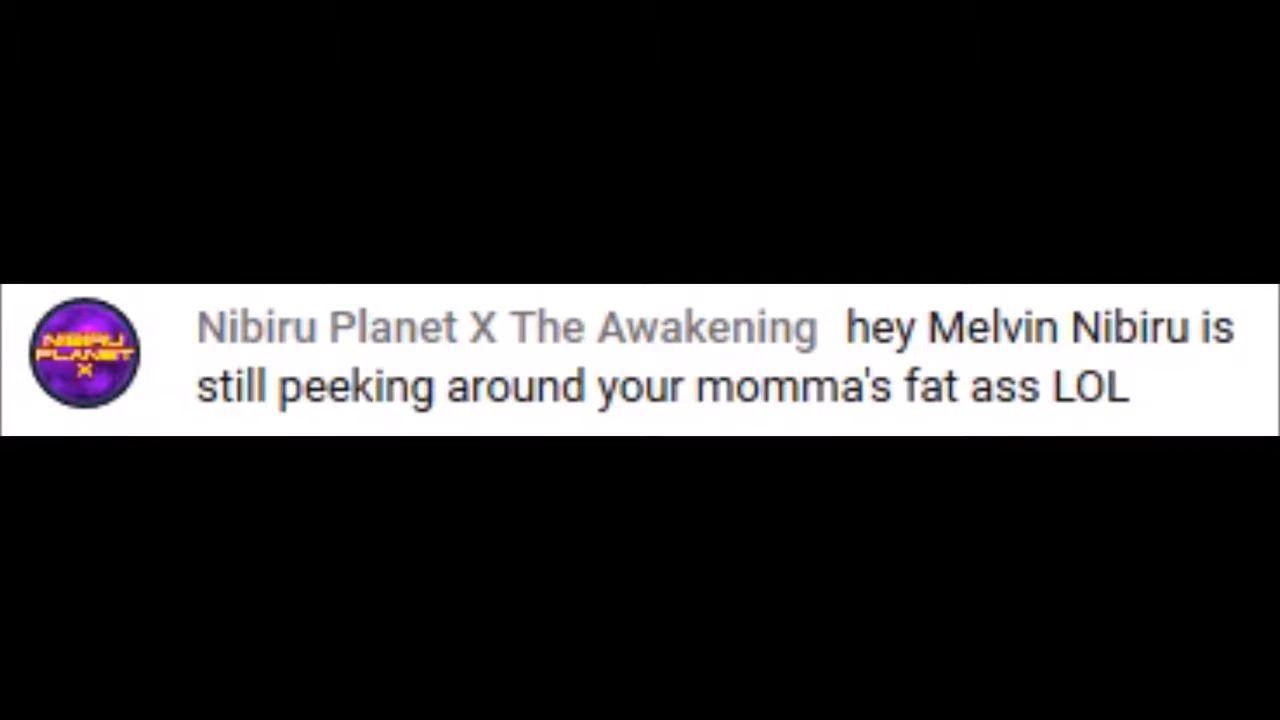 NIBIRU
PLANET
X
Nibiru Planet X The Awakening hey Melvin Nibiru is
still peeking around your momma's fat ass LOL